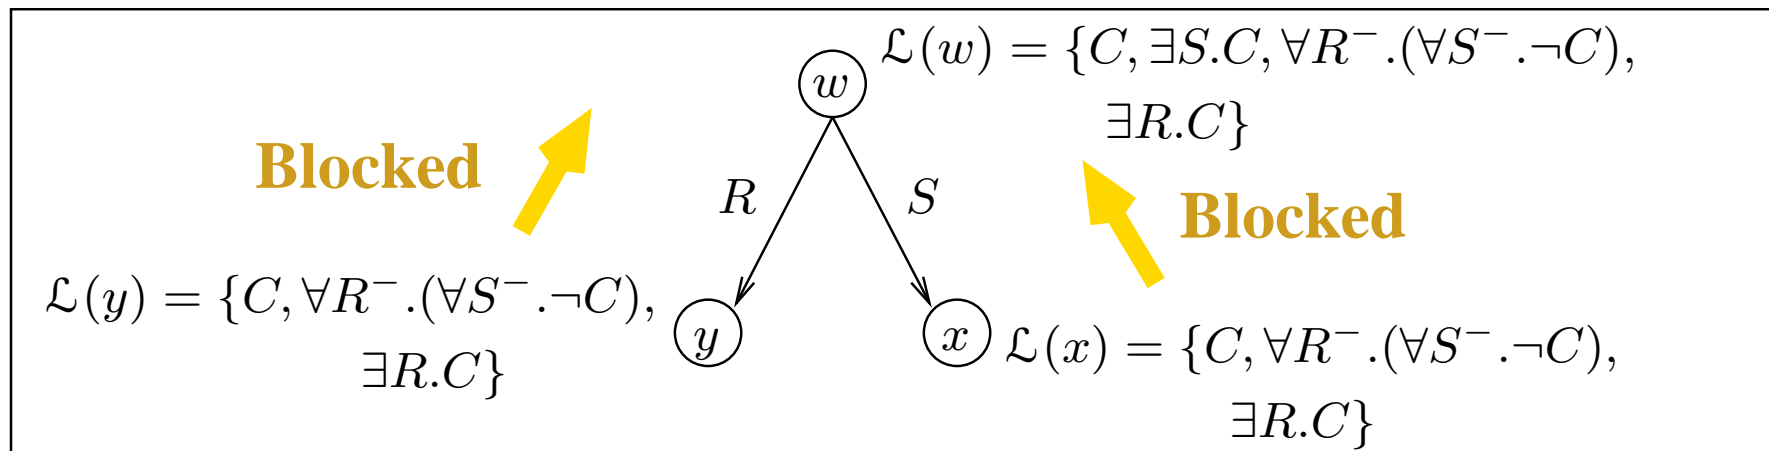 ℒ(w) = {C, ∃S.C, ∀R⁻.(∀S⁻.¬C),
∃R.C}
w
Blocked
R
S
Blocked
ℒ(y) = {C, ∀R⁻.(∀S⁻.¬C),
∃R.C}
y
x
ℒ(x) = {C, ∀R⁻.(∀S⁻.¬C),
∃R.C}